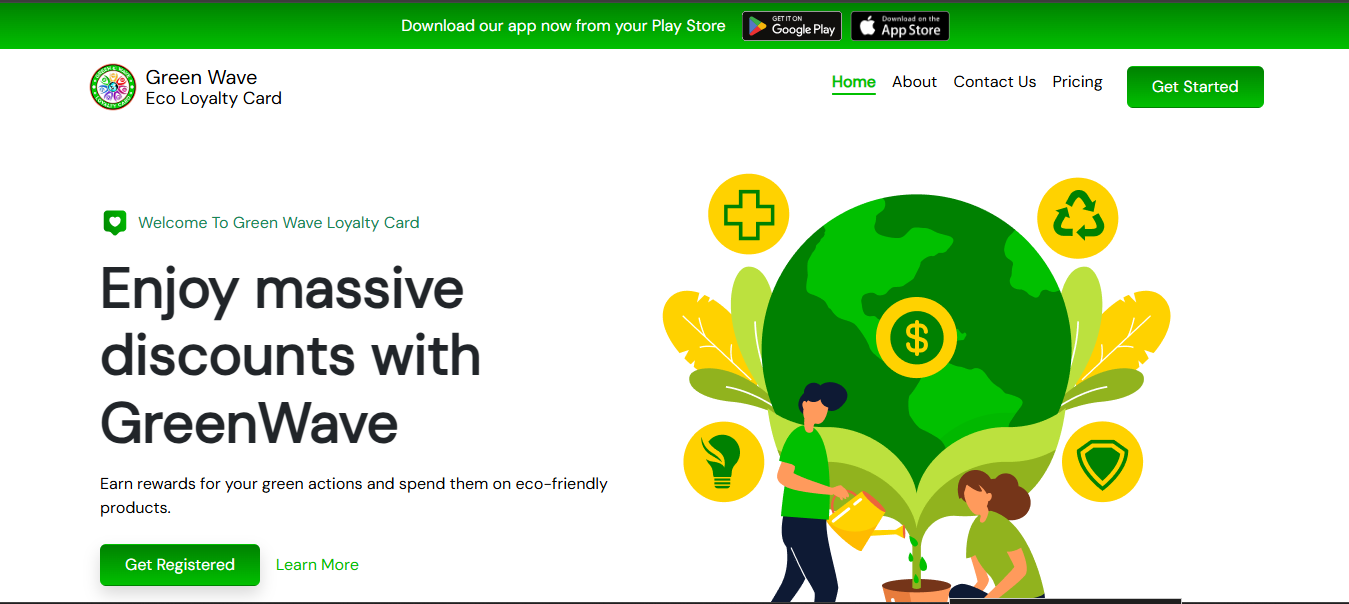 Download our app now from your Play Store
GET IT ON
Google Play
Download on the
App Store
Green Wave
Eco Loyalty Card
Home
About
Contact Us
Pricing
Get Started
Welcome To Green Wave Loyalty Card
Enjoy massive
discounts with
GreenWave
Earn rewards for your green actions and spend them on eco-friendly
products.
Get Registered
Learn More
$